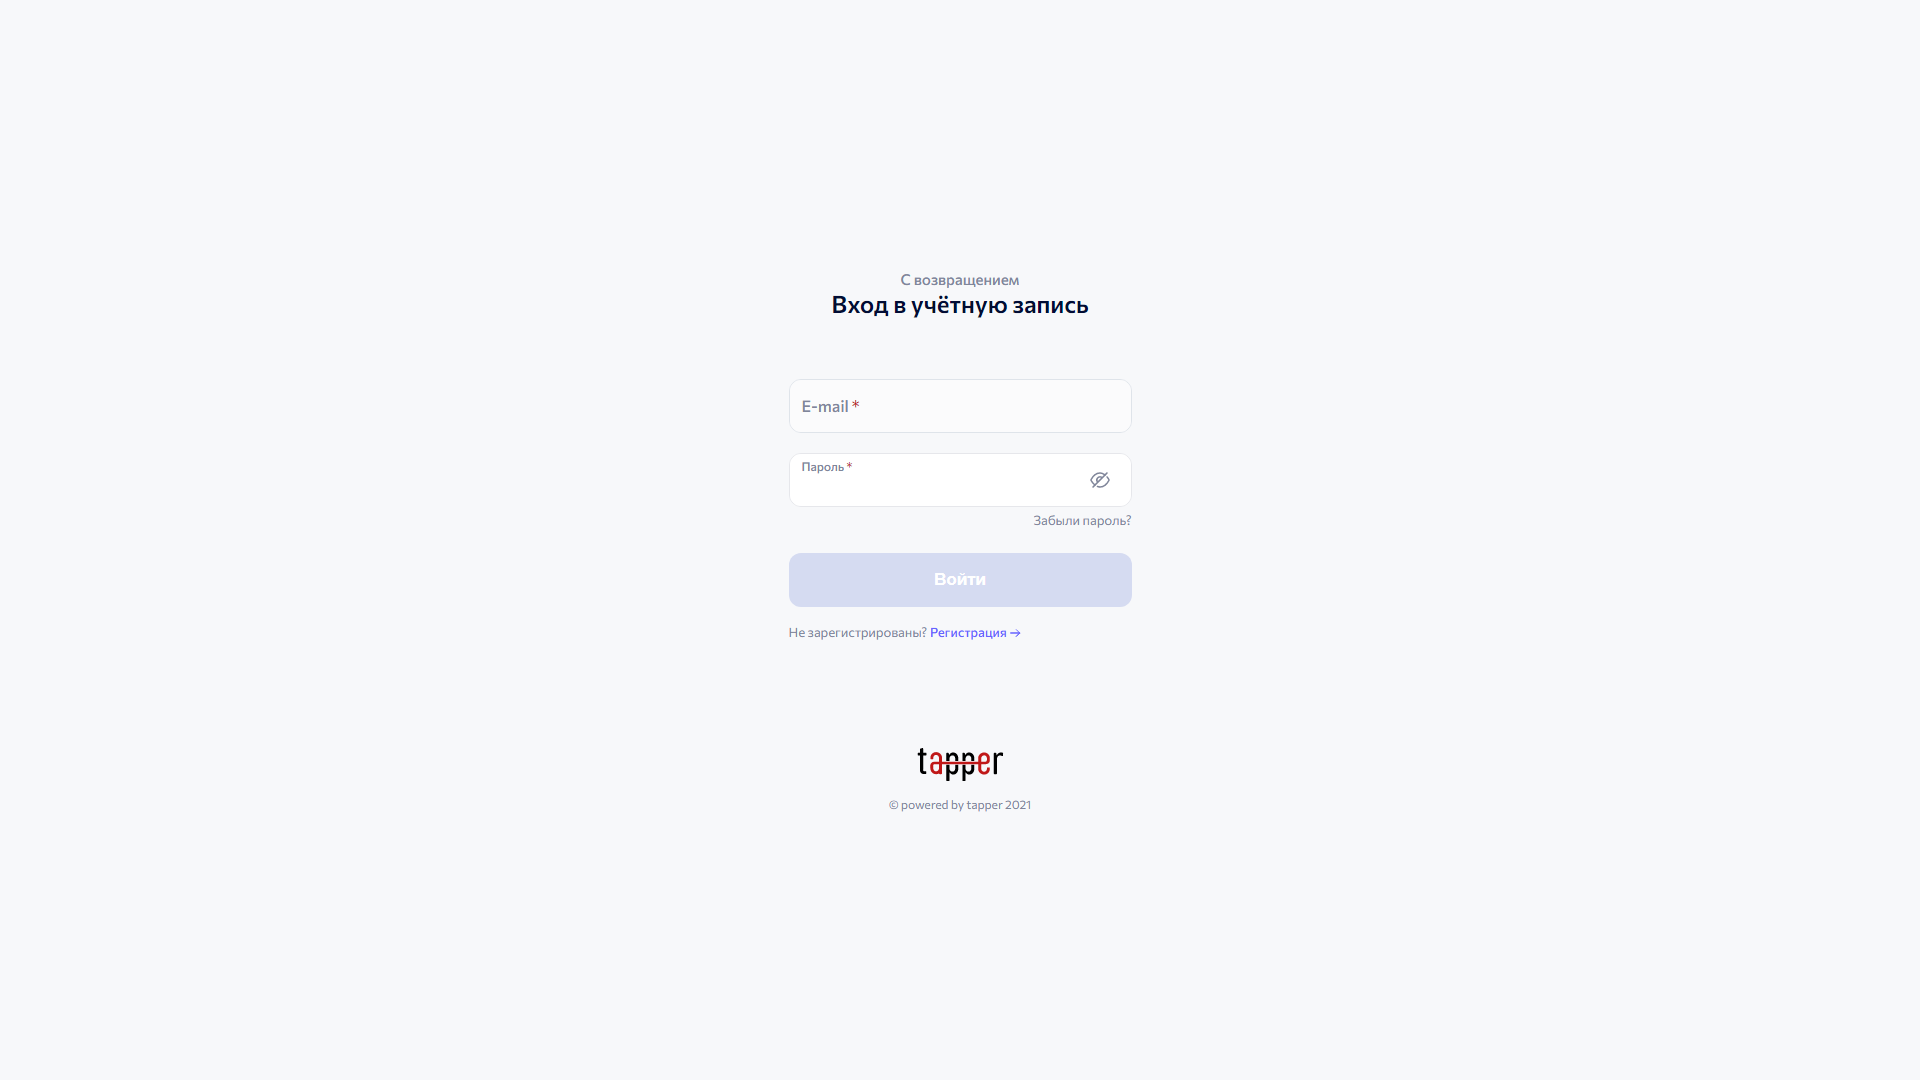 С возвращением
Вход в учётную запись
E-mail *
Пароль *
Забыли пароль?
Войти
Не зарегистрированы? Регистрация →
tapper
© powered by tapper 2021